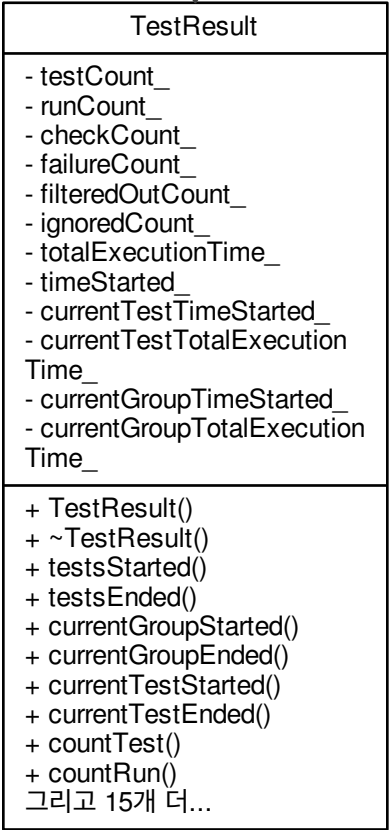 TestResult
- testCount_
- runCount_
- checkCount_
- failureCount_
- filteredOutCount_
- ignoredCount_
- totalExecutionTime_
- timeStarted_
- currentTestTimeStarted_
- currentTestTotalExecution
Time_
- currentGroupTimeStarted_
- currentGroupTotalExecution
Time_
+ TestResult()
+ ~TestResult()
+ testsStarted()
+ testsEnded()
+ currentGroupStarted()
+ currentGroupEnded()
+ currentTestStarted()
+ currentTestEnded()
+ countTest()
+ countRun()
그리고 15개 더...